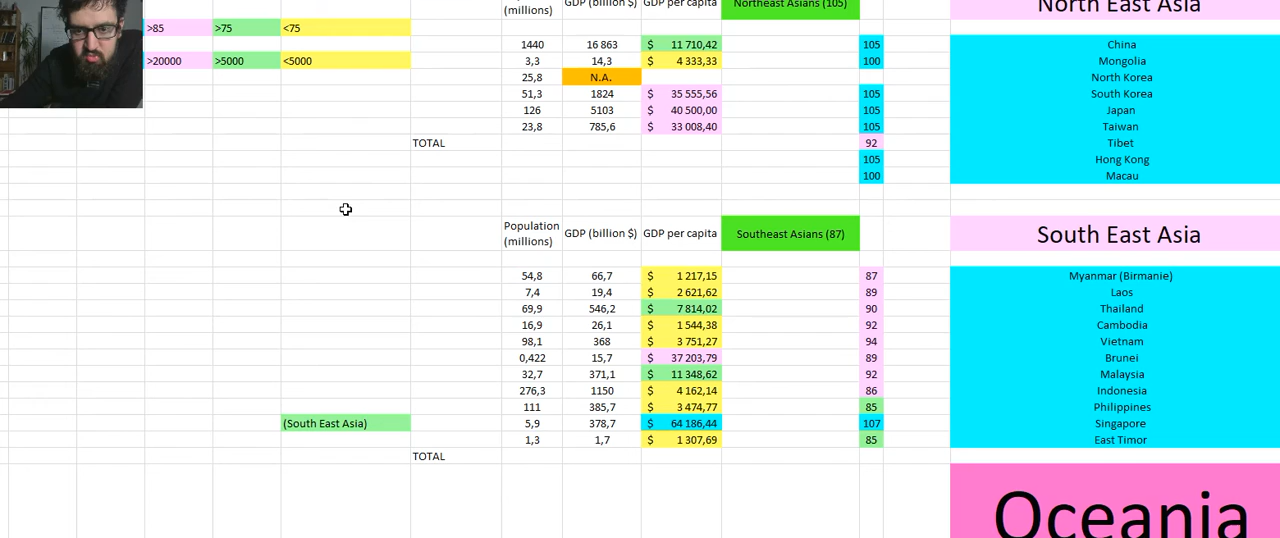 (millions) GDP (billion $) GDP per capita Northeast Asians (105) North East Asia
>85 >75 <75
1440 16 863 $ 11 710,42 105 China
>20000 >5000 <5000 3,3 14,3 $ 4 333,33 100 Mongolia
25,8 N.A. North Korea
51,3 1824 $ 35 555,56 105 South Korea
126 5103 $ 40 500,00 105 Japan
23,8 785,6 $ 33 008,40 105 Taiwan
TOTAL 92 Tibet
105 Hong Kong
100 Macau
Population (millions) GDP (billion $) GDP per capita Southeast Asians (87) South East Asia
54,8 66,7 $ 1 217,15 87 Myanmar (Birmanie)
7,4 19,4 $ 2 621,62 89 Laos
69,9 546,2 $ 7 814,02 90 Thailand
16,9 26,1 $ 1 544,38 92 Cambodia
98,1 368 $ 3 751,27 94 Vietnam
0,422 15,7 $ 37 203,79 89 Brunei
32,7 371,1 $ 11 348,62 92 Malaysia
276,3 1150 $ 4 162,14 86 Indonesia
111 385,7 $ 3 474,77 85 Philippines
(South East Asia) 5,9 378,7 $ 64 186,44 107 Singapore
1,3 1,7 $ 1 307,69 85 East Timor
TOTAL
Oceania